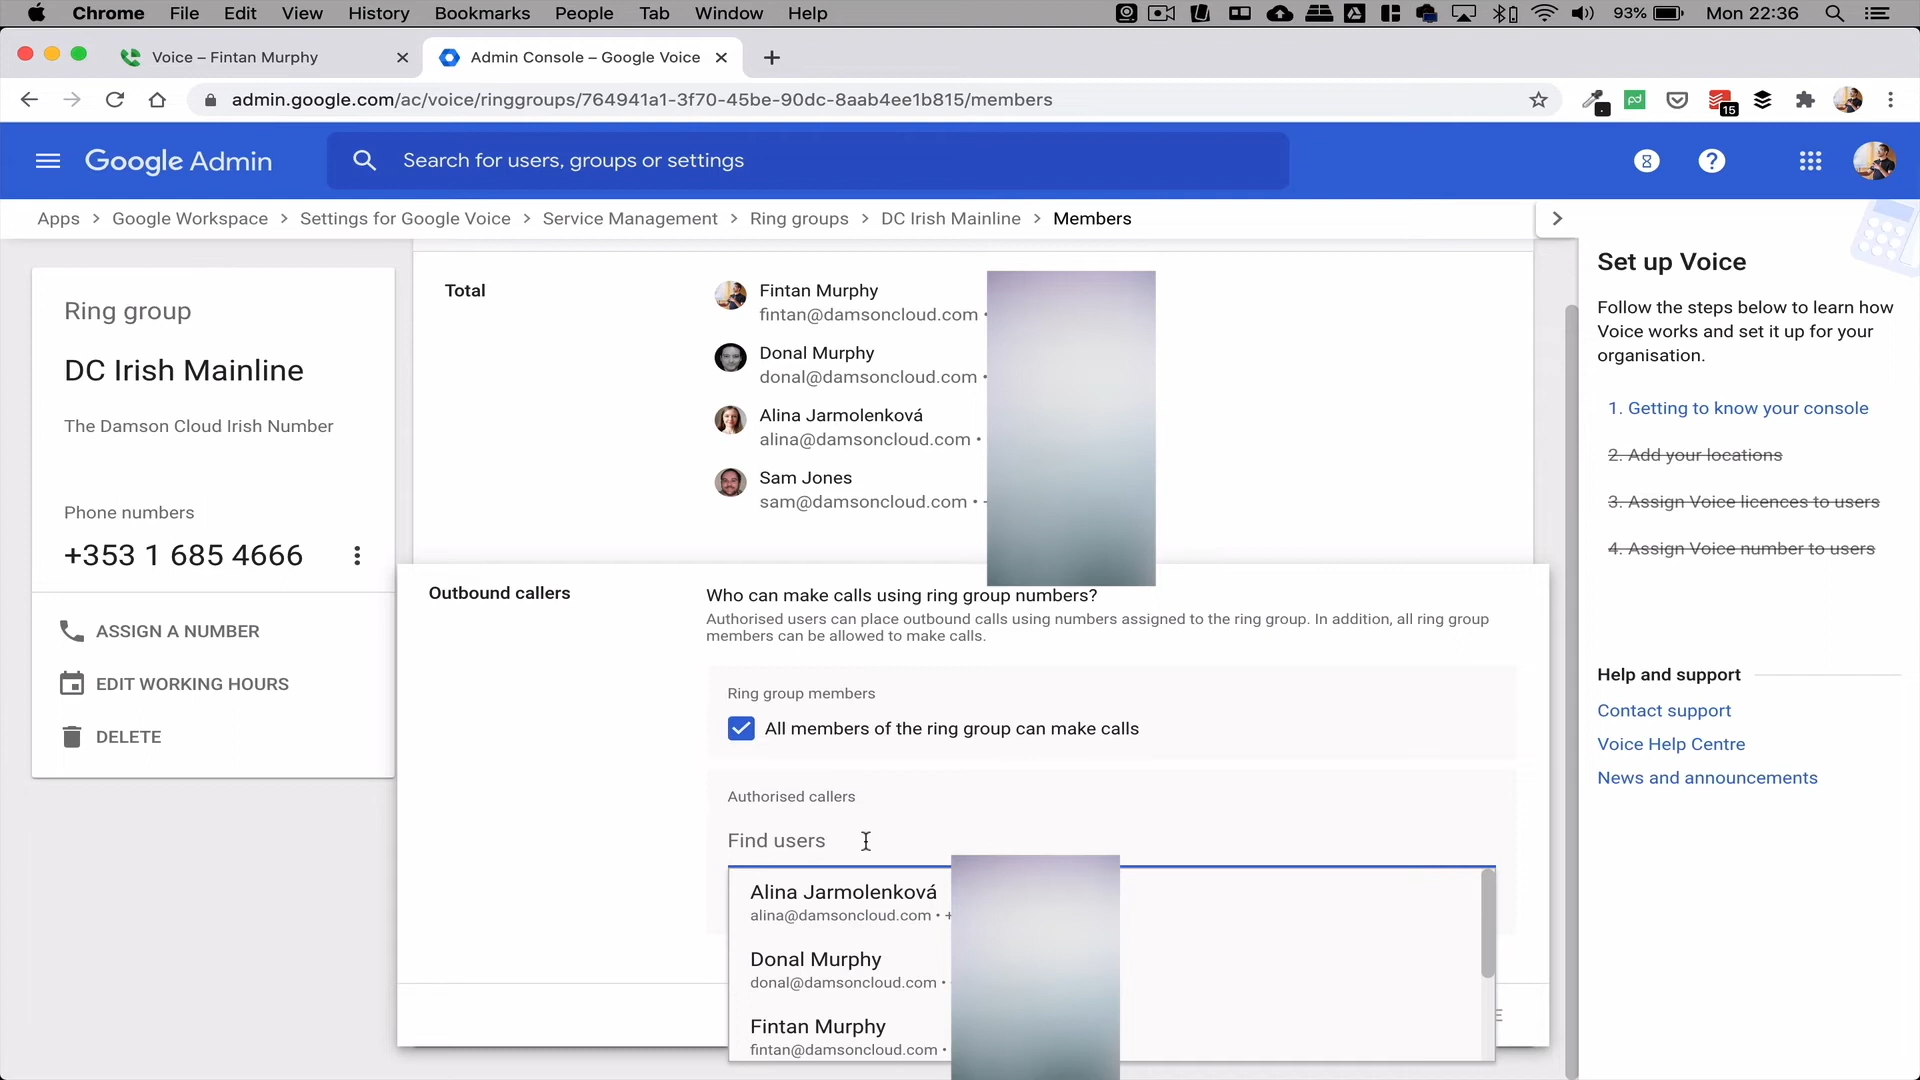 Chrome File Edit View History Bookmarks People Tab Window Help 93% Mon 22:36
Voice – Fintan Murphy
Admin Console – Google Voice
admin.google.com/ac/voice/ringgroups/764941a1-3f70-45be-90dc-8aab4ee1b815/members
pd
15
Google Admin
Search for users, groups or settings
Apps > Google Workspace > Settings for Google Voice > Service Management > Ring groups > DC Irish Mainline > Members
Ring group
DC Irish Mainline
The Damson Cloud Irish Number
Phone numbers
+353 1 685 4666
ASSIGN A NUMBER
EDIT WORKING HOURS
DELETE
Total
Fintan Murphy
fintan@damsoncloud.com •
Donal Murphy
donal@damsoncloud.com •
Alina Jarmolenková
alina@damsoncloud.com •
Sam Jones
sam@damsoncloud.com •
Outbound callers
Who can make calls using ring group numbers?
Authorised users can place outbound calls using numbers assigned to the ring group. In addition, all ring group
members can be allowed to make calls.
Ring group members
All members of the ring group can make calls
Authorised callers
Find users
Alina Jarmolenková
alina@damsoncloud.com • +
Donal Murphy
donal@damsoncloud.com •
Fintan Murphy
fintan@damsoncloud.com •
E
Set up Voice
Follow the steps below to learn how
Voice works and set it up for your
organisation.
1. Getting to know your console
2. Add your locations
3. Assign Voice licences to users
4. Assign Voice number to users
Help and support
Contact support
Voice Help Centre
News and announcements